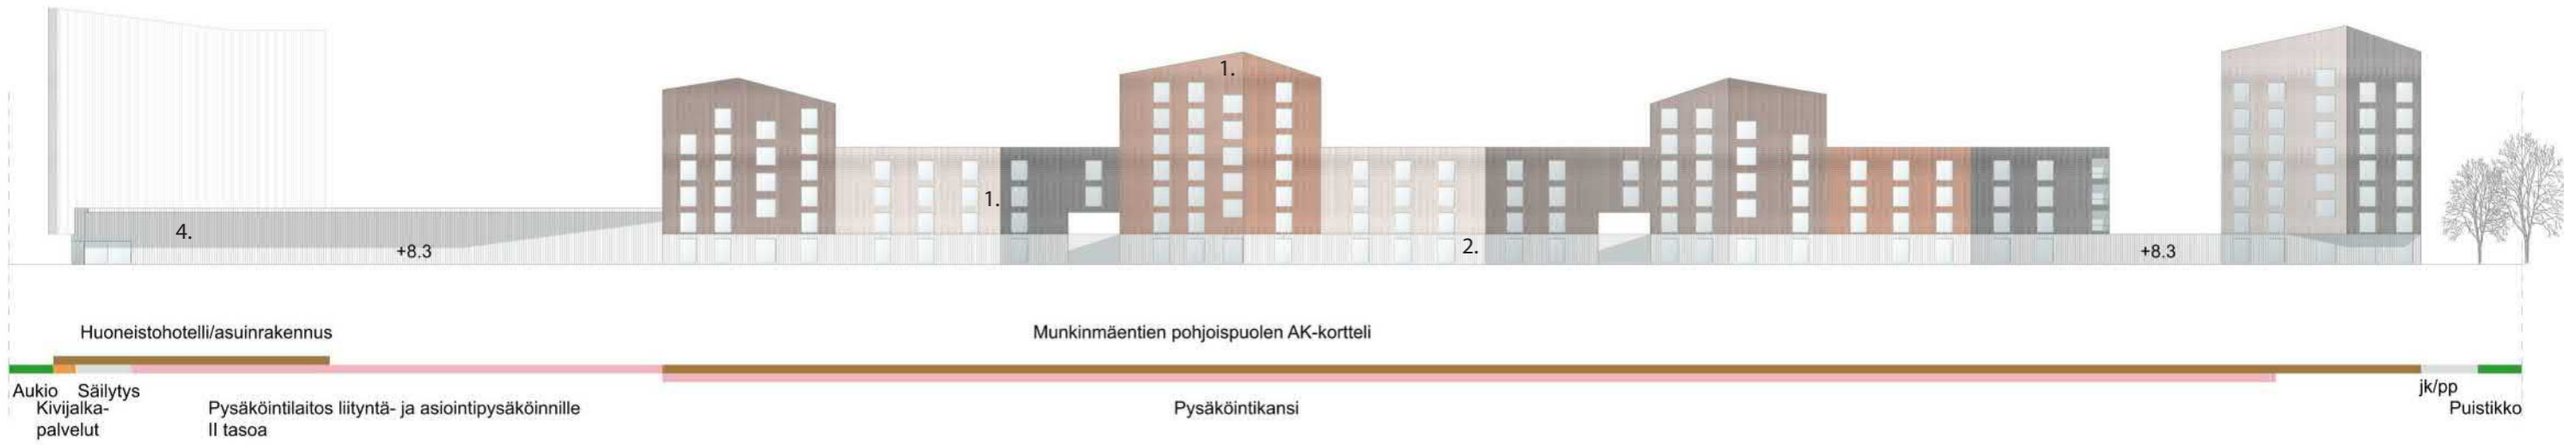 1.
1.
4.
2.
+8.3
+8.3
Huoneistohotelli/asuinrakennus
Munkinmäentien pohjoispuolen AK-kortteli
Aukio
Säilytys
Kivijalka-
palvelut
Pysäköintilaitos liityntä- ja asiointipysäköinnille
II tasoa
Pysäköintikansi
jk/pp
Puistikko